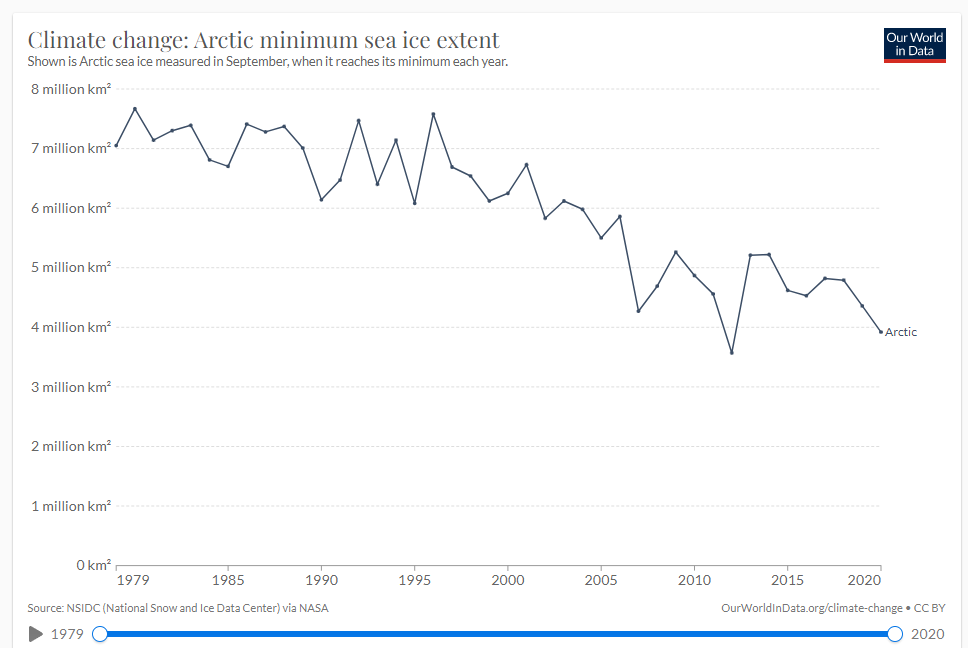 Climate change: Arctic minimum sea ice extent
Our World
in Data
Shown is Arctic sea ice measured in September, when it reaches its minimum each year.
8 million km²
7 million km²
6 million km²
5 million km²
4 million km²
Arctic
3 million km²
2 million km²
1 million km²
0 km²
1979 1985 1990 1995 2000 2005 2010 2015 2020
Source: NSIDC (National Snow and Ice Data Center) via NASA
OurWorldInData.org/climate-change • CC BY
1979 2020